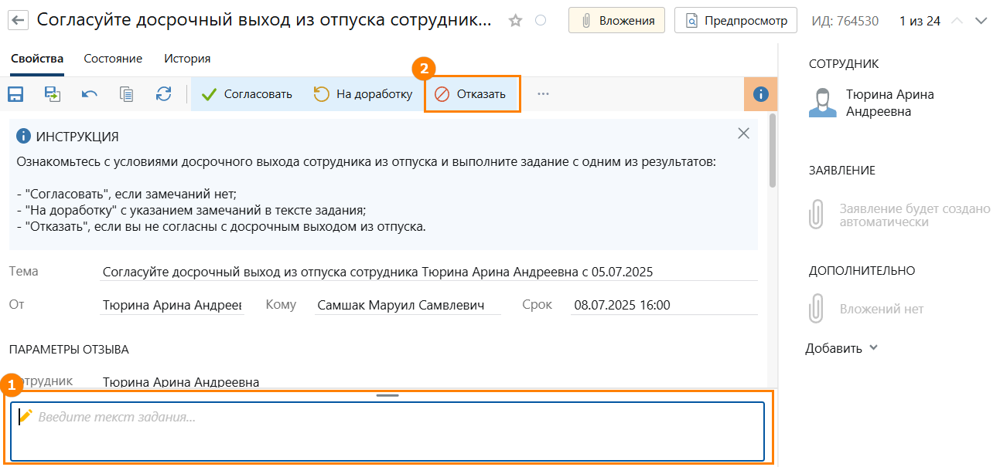 Согласуйте досрочный выход из отпуска сотрудник...
Вложения
Предпросмотр
ИД: 764530
1 из 24
Свойства
Состояние
История
2
Согласовать
На доработку
Отказать
ИНСТРУКЦИЯ
Ознакомьтесь с условиями досрочного выхода сотрудника из отпуска и выполните задание с одним из результатов:
- "Согласовать", если замечаний нет;
- "На доработку" с указанием замечаний в тексте задания;
- "Отказать", если вы не согласны с досрочным выходом из отпуска.
Тема
Согласуйте досрочный выход из отпуска сотрудника Тюрина Арина Андреевна с 05.07.2025
От
Тюрина Арина Андреев
Кому
Самшак Маруил Самвлевич
Срок
08.07.2025 16:00
ПАРАМЕТРЫ ОТЗЫВА
1
отрудник
Тюрина Арина Андреевна
Введите текст задания...
СОТРУДНИК
Тюрина Арина
Андреевна
ЗАЯВЛЕНИЕ
Заявление будет создано
автоматически
ДОПОЛНИТЕЛЬНО
Вложений нет
Добавить